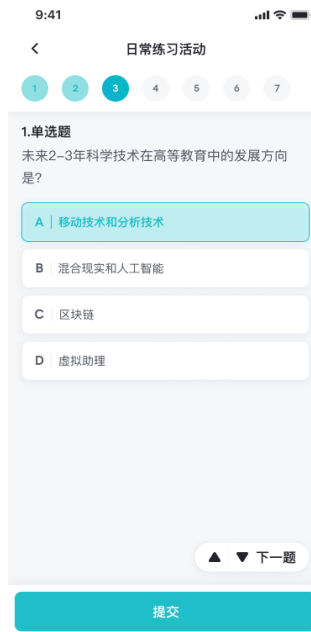 9:41
日常练习活动
1 2 3 4 5 6 7
1.单选题
未来2–3年科学技术在高等教育中的发展方向
是?
A 移动技术和分析技术
B 混合现实和人工智能
C 区块链
D 虚拟助理
下一题
提交